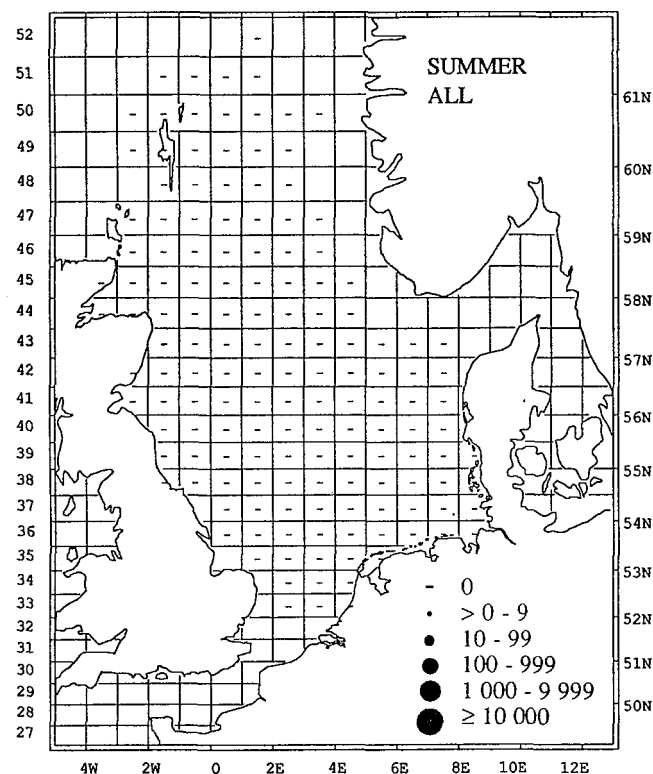 SUMMER
ALL
52
51
50
49
48
47
46
45
44
43
42
41
40
39
38
37
36
35
34
33
32
31
30
29
28
27
61N
60N
59N
58N
57N
56N
55N
54N
53N
52N
51N
50N
- 0
> 0 - 9
10 - 99
100 - 999
1 000 - 9 999
≥ 10 000
4W 2W 0 2E 4E 6E 8E 10E 12E